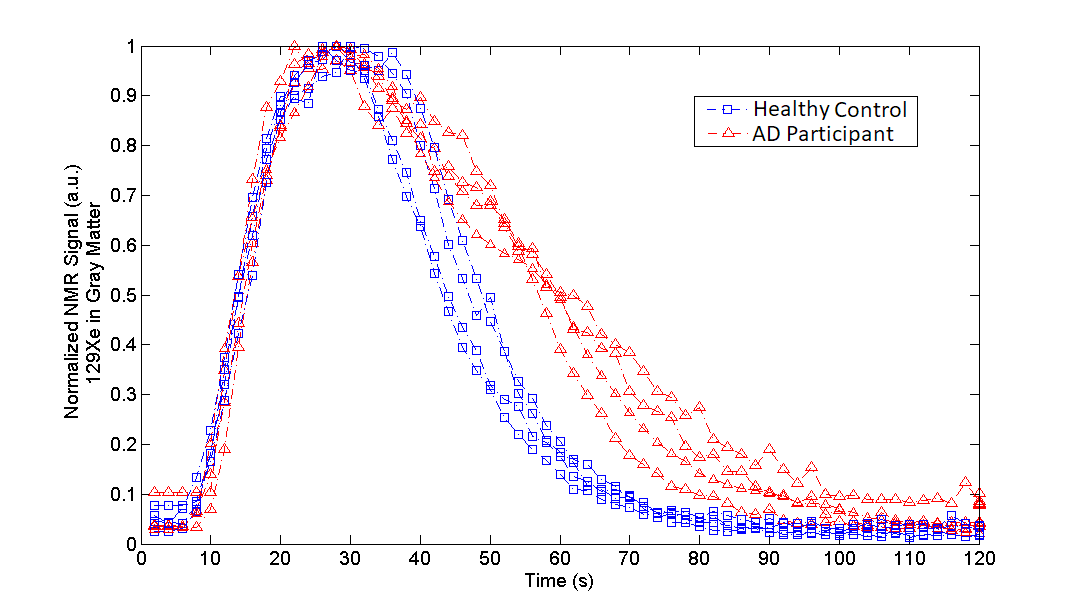 Normalized NMR Signal (a.u.)
129Xe in Gray Matter
1
0.9
0.8
0.7
0.6
0.5
0.4
0.3
0.2
0.1
0
Healthy Control
AD Participant
0 10 20 30 40 50 60 70 80 90 100 110 120
Time (s)